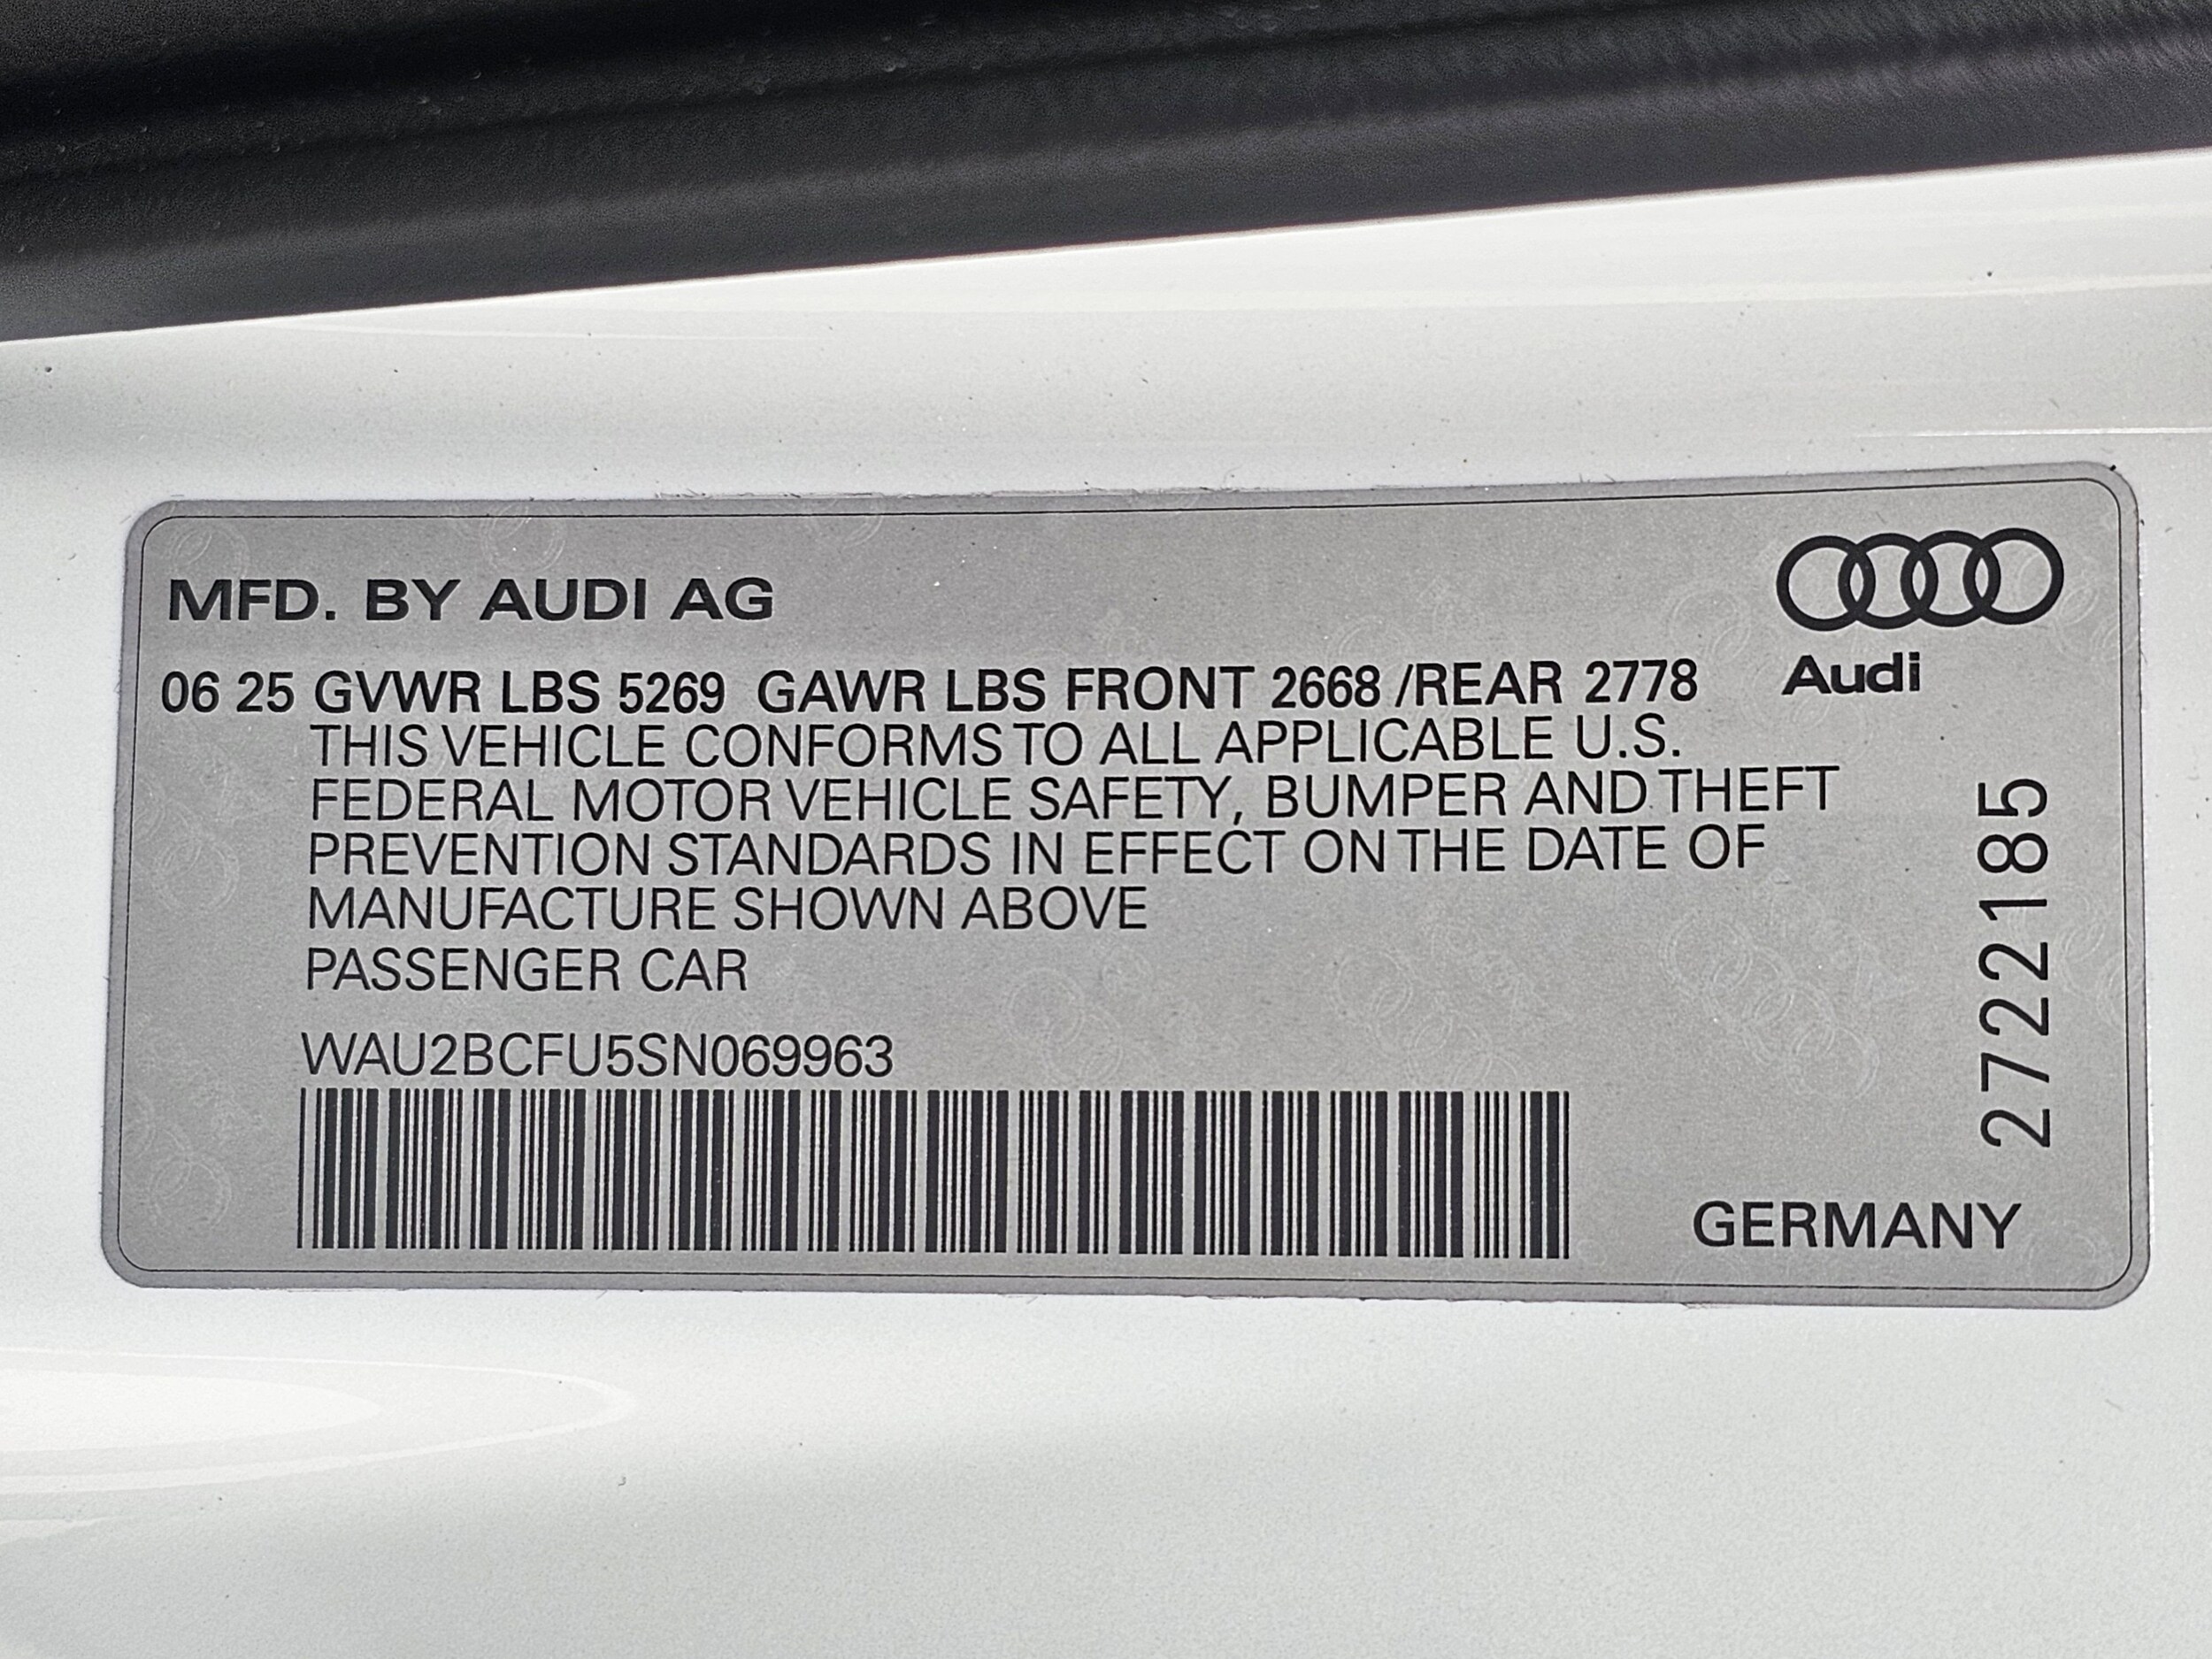 MFD. BY AUDI AG
Audi
06 25 GVWR LBS 5269 GAWR LBS FRONT 2668 /REAR 2778
THIS VEHICLE CONFORMS TO ALL APPLICABLE U.S.
FEDERAL MOTOR VEHICLE SAFETY, BUMPER AND THEFT
PREVENTION STANDARDS IN EFFECT ON THE DATE OF
MANUFACTURE SHOWN ABOVE
PASSENGER CAR
WAU2BCFU5SN069963
2722185
GERMANY